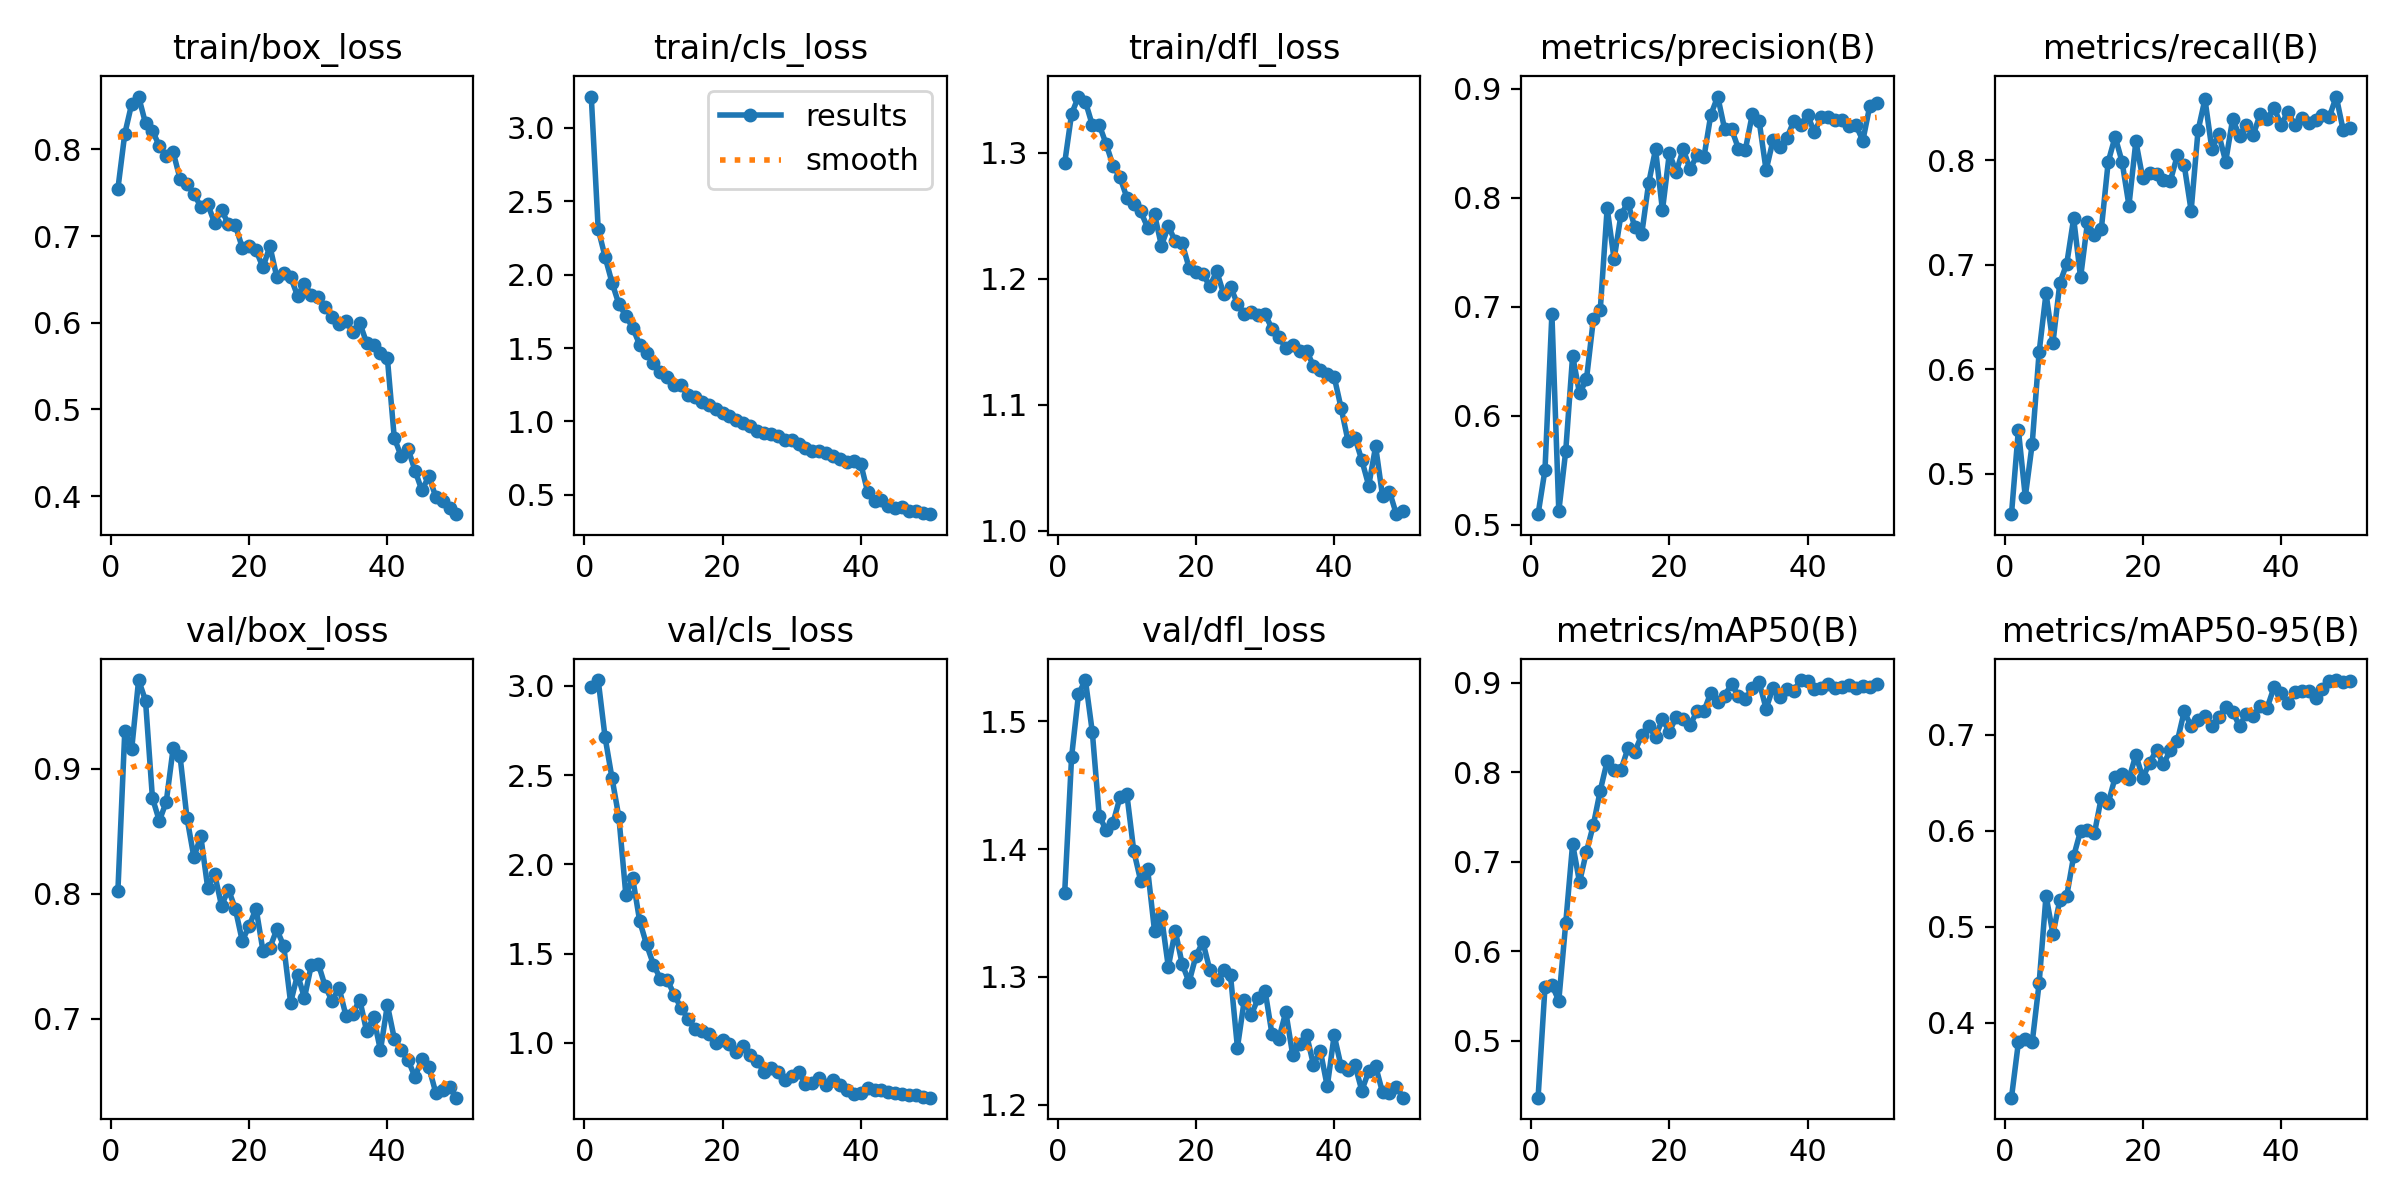 train/box_loss
0.8
0.7
0.6
0.5
0.4
0 20 40
train/cls_loss
results
smooth
3.0
2.5
2.0
1.5
1.0
0.5
0 20 40
train/dfl_loss
1.3
1.2
1.1
1.0
0 20 40
metrics/precision(B)
0.9
0.8
0.7
0.6
0.5
0 20 40
metrics/recall(B)
0.8
0.7
0.6
0.5
0 20 40
val/box_loss
0.9
0.8
0.7
0 20 40
val/cls_loss
3.0
2.5
2.0
1.5
1.0
0 20 40
val/dfl_loss
1.5
1.4
1.3
1.2
0 20 40
metrics/mAP50(B)
0.9
0.8
0.7
0.6
0.5
0 20 40
metrics/mAP50-95(B)
0.7
0.6
0.5
0.4
0 20 40